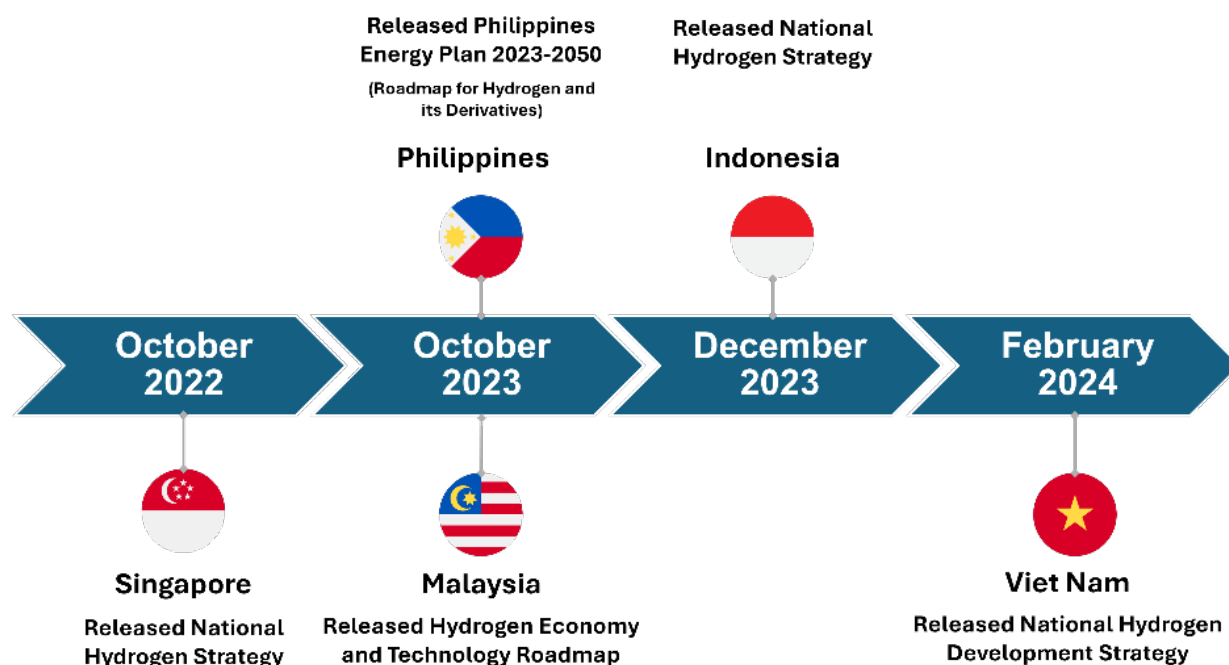 Released Philippines
Energy Plan 2023-2050
(Roadmap for Hydrogen and
its Derivatives)
Philippines
Released National
Hydrogen Strategy
Indonesia
October
2022
October
2023
December
2023
February
2024
Singapore
Released National
Hydrogen Strategy
Malaysia
Released Hydrogen Economy
and Technology Roadmap
Viet Nam
Released National Hydrogen
Development Strategy